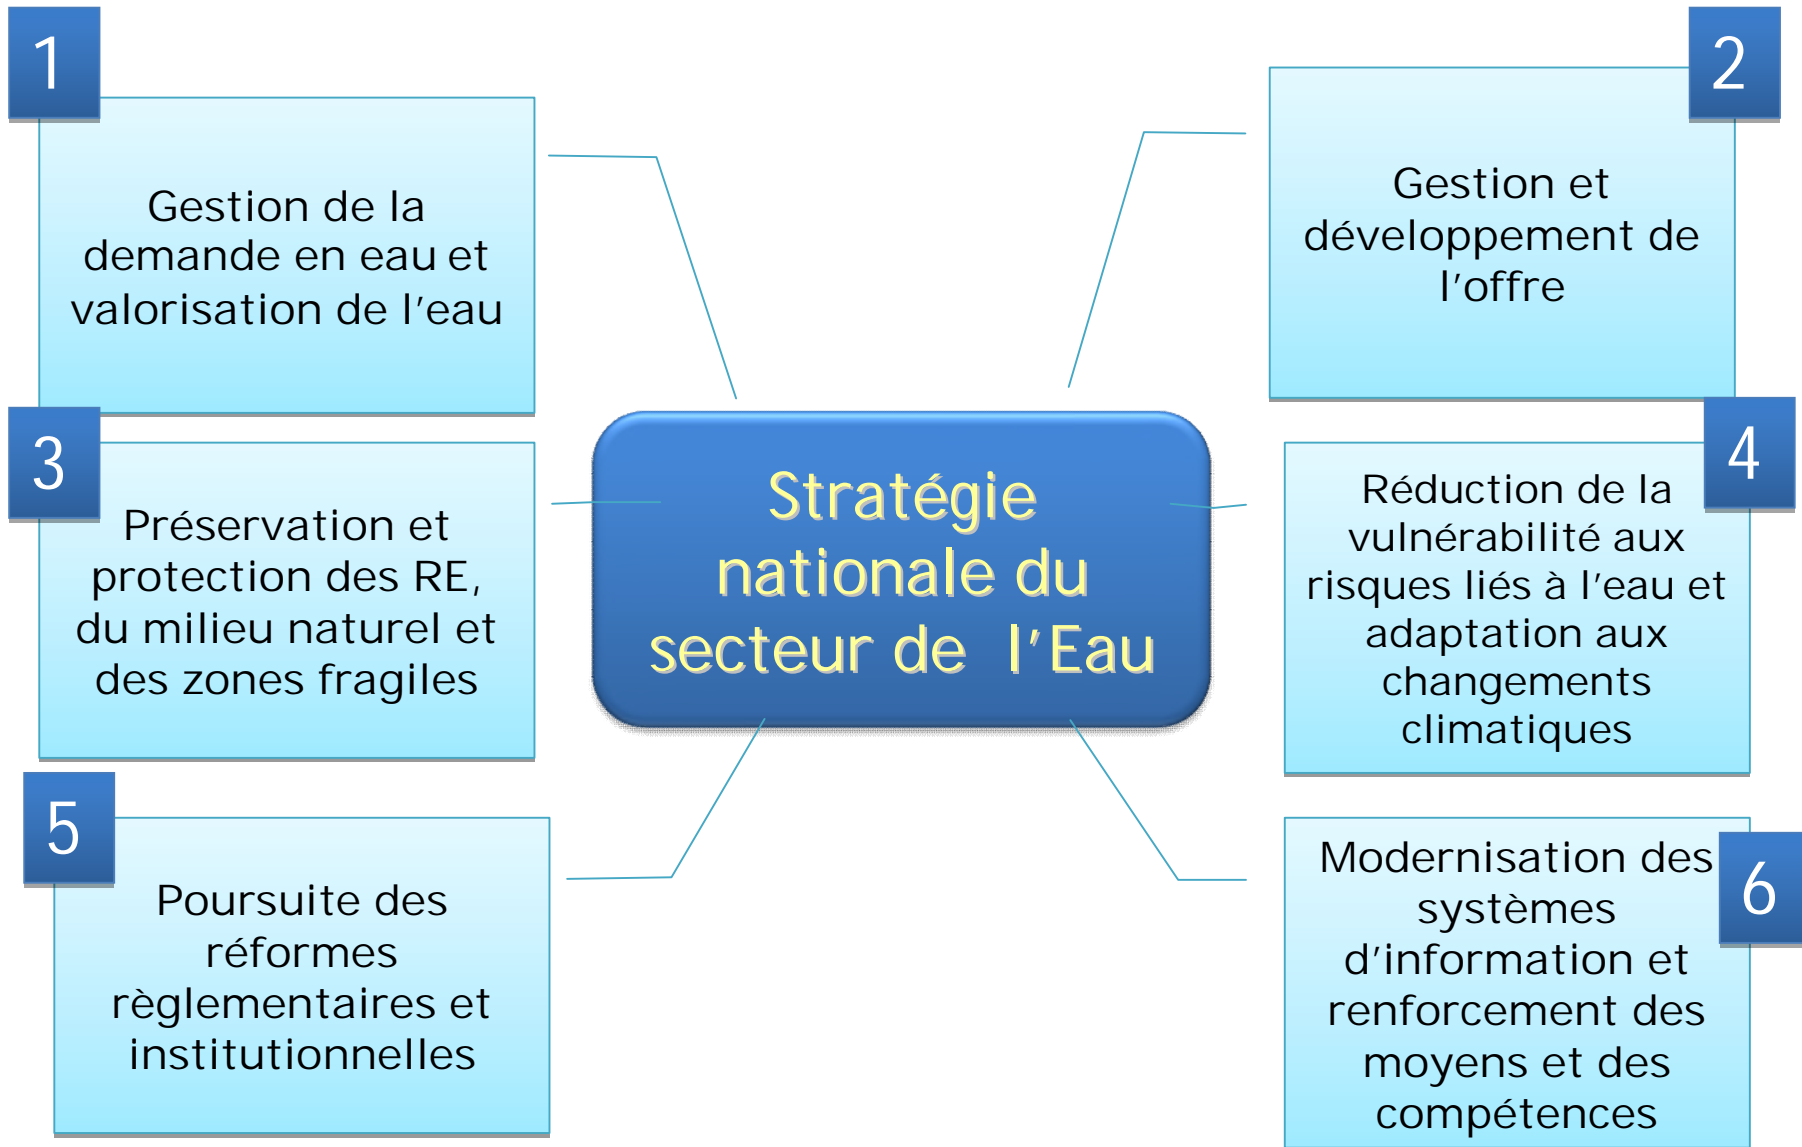 1
Gestion de la
demande en eau et
valorisation de l'eau
2
Gestion et
développement de
l'offre
Stratégie
nationale du
secteur de l'Eau
3
Préservation et
protection des RE,
du milieu naturel et
des zones fragiles
4
Réduction de la
vulnérabilité aux
risques liés à l'eau et
adaptation aux
changements
climatiques
5
Poursuite des
réformes
règlementaires et
institutionnelles
6
Modernisation des
systèmes
d'information et
renforcement des
moyens et des
compétences